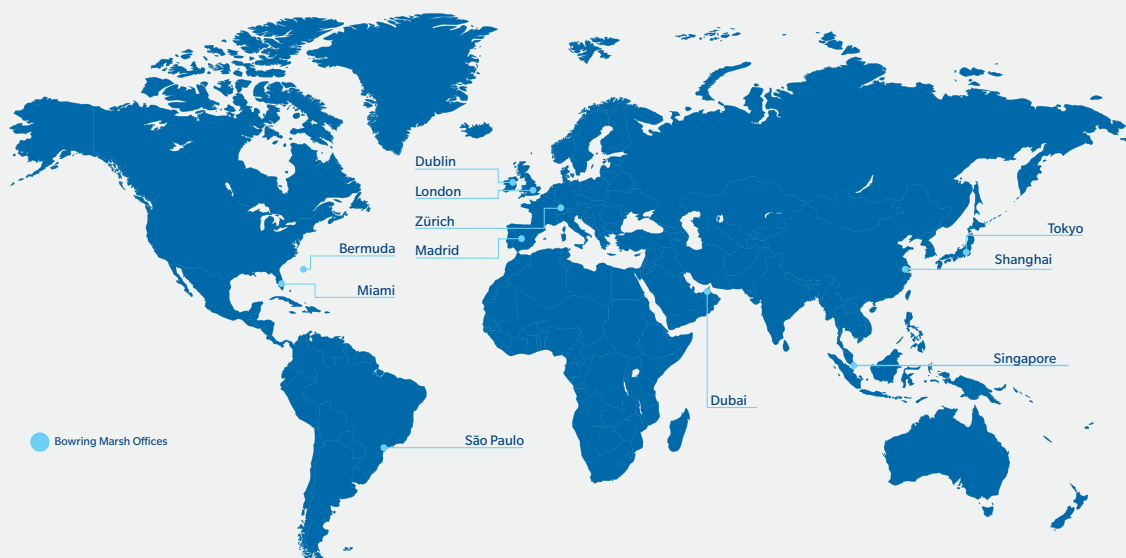 Dublin
London
Zürich
Madrid
Bermuda
Miami
Tokyo
Shanghai
Singapore
Dubai
São Paulo
Bowring Marsh Offices